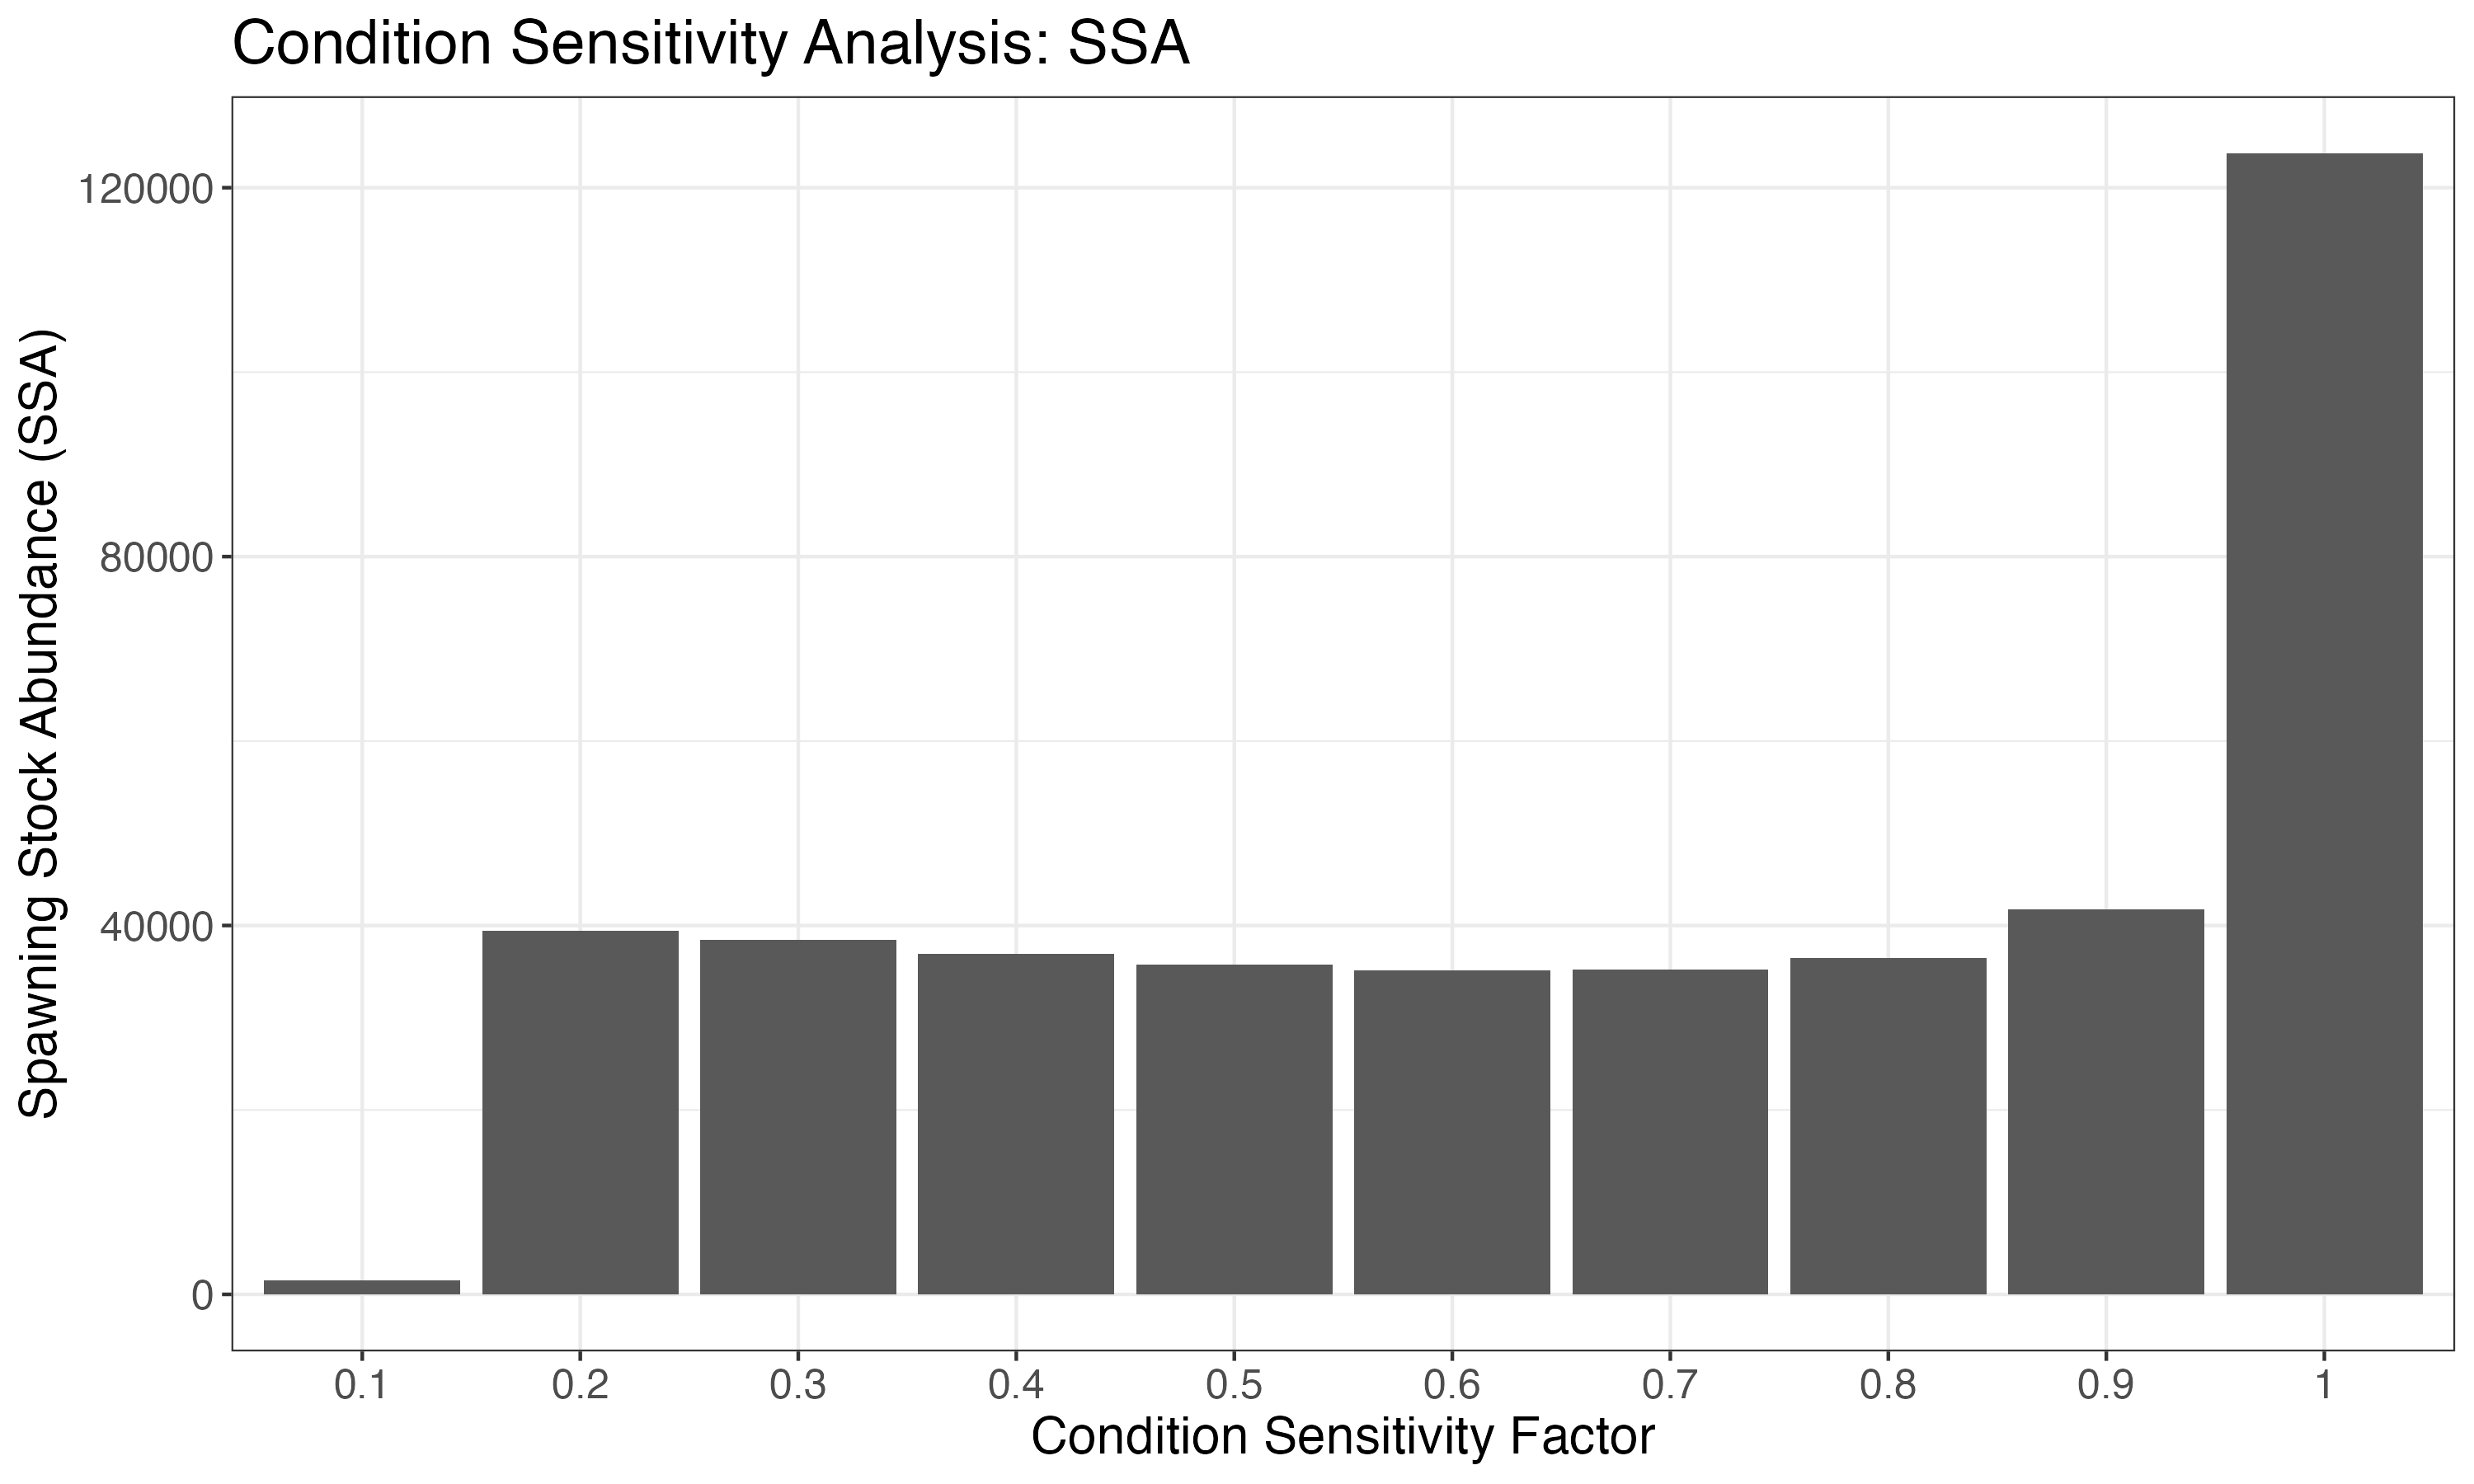 Condition Sensitivity Analysis: SSA
Spawning Stock Abundance (SSA)
120000
80000
40000
0
0.1 0.2 0.3 0.4 0.5 0.6 0.7 0.8 0.9 1
Condition Sensitivity Factor